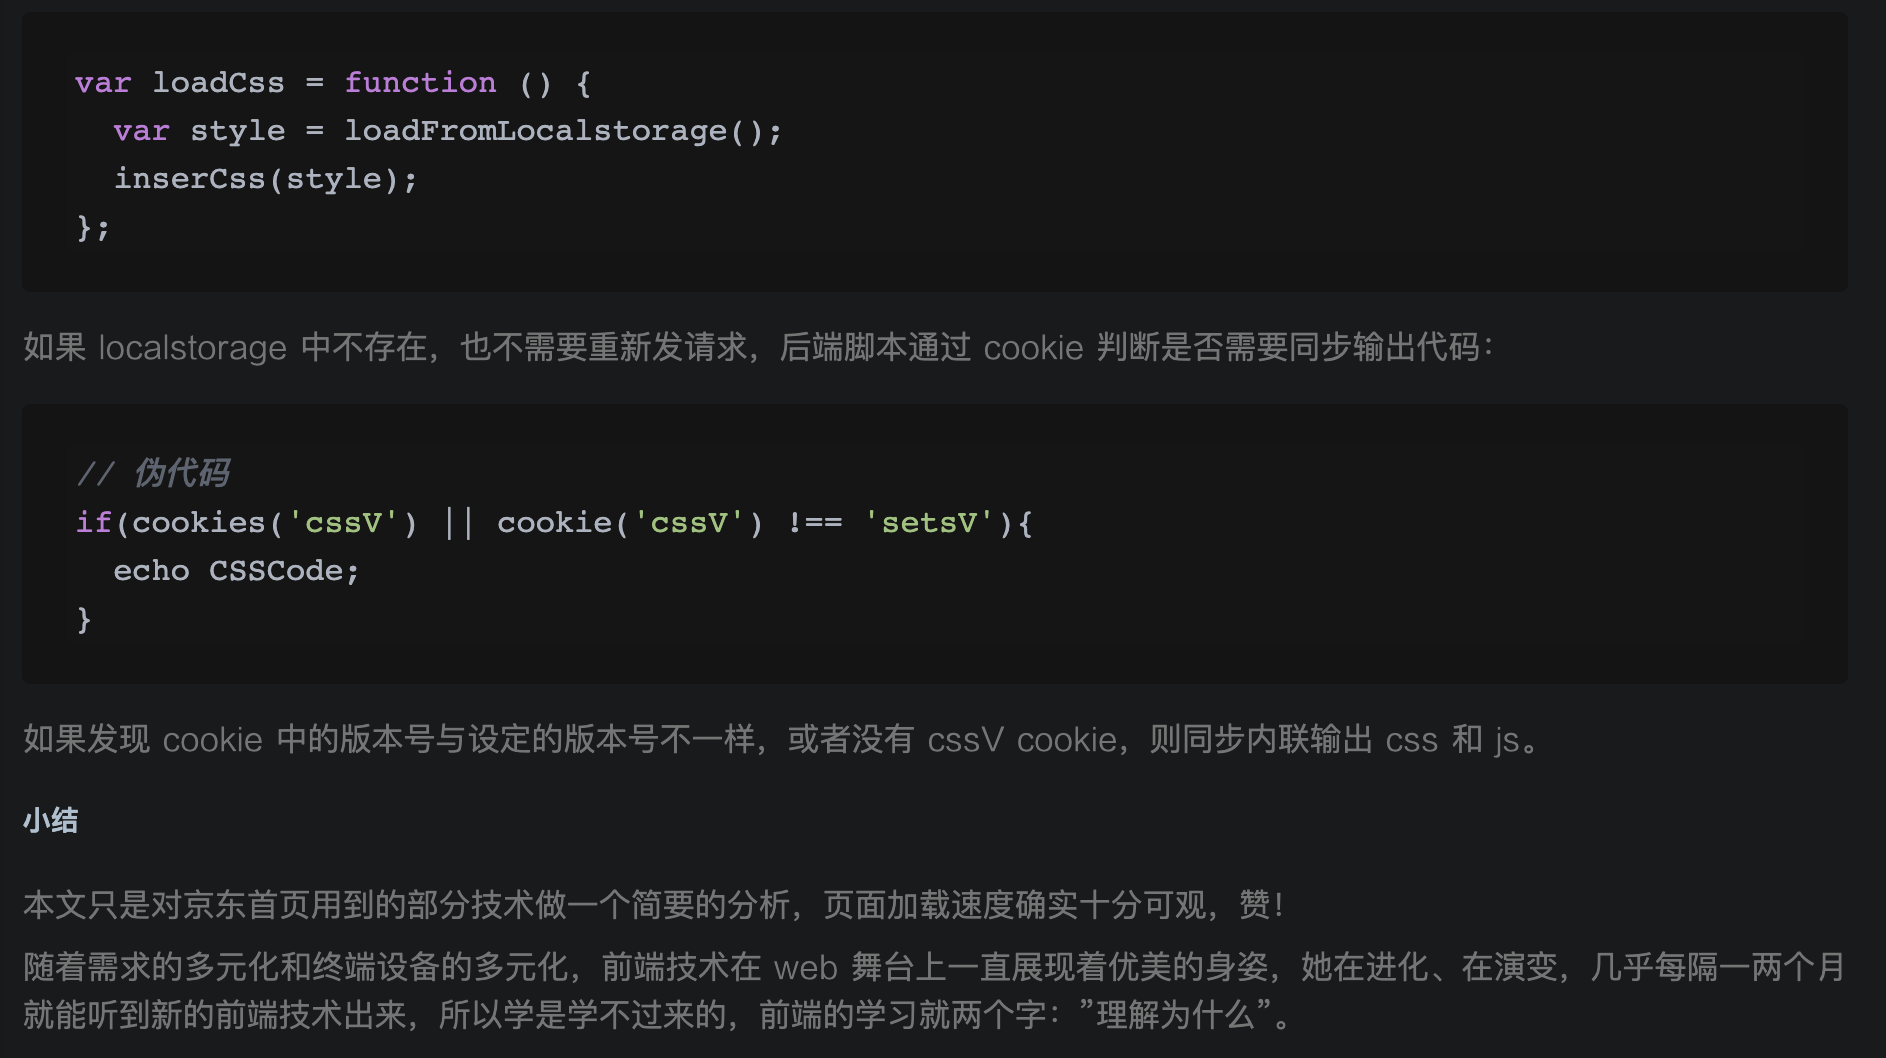 var loadCss = function () {
  var style = loadFromLocalstorage();
  inserCss(style);
};
如果 localstorage 中不存在，也不需要重新发请求，后端脚本通过 cookie 判断是否需要同步输出代码：
// 伪代码
if(cookies('cssV') || cookie('cssV') !== 'setsV'){
  echo CSSCode;
}
如果发现 cookie 中的版本号与设定的版本号不一样，或者没有 cssV cookie，则同步内联输出 css 和 js。
小结
本文只是对京东首页用到的部分技术做一个简要的分析，页面加载速度确实十分可观，赞！
随着需求的多元化和终端设备的多元化，前端技术在 web 舞台上一直展现着优美的身姿，她在进化、在演变，几乎每隔一两个月
就能听到新的前端技术出来，所以学是学不过来的，前端的学习就两个字：”理解为什么”。